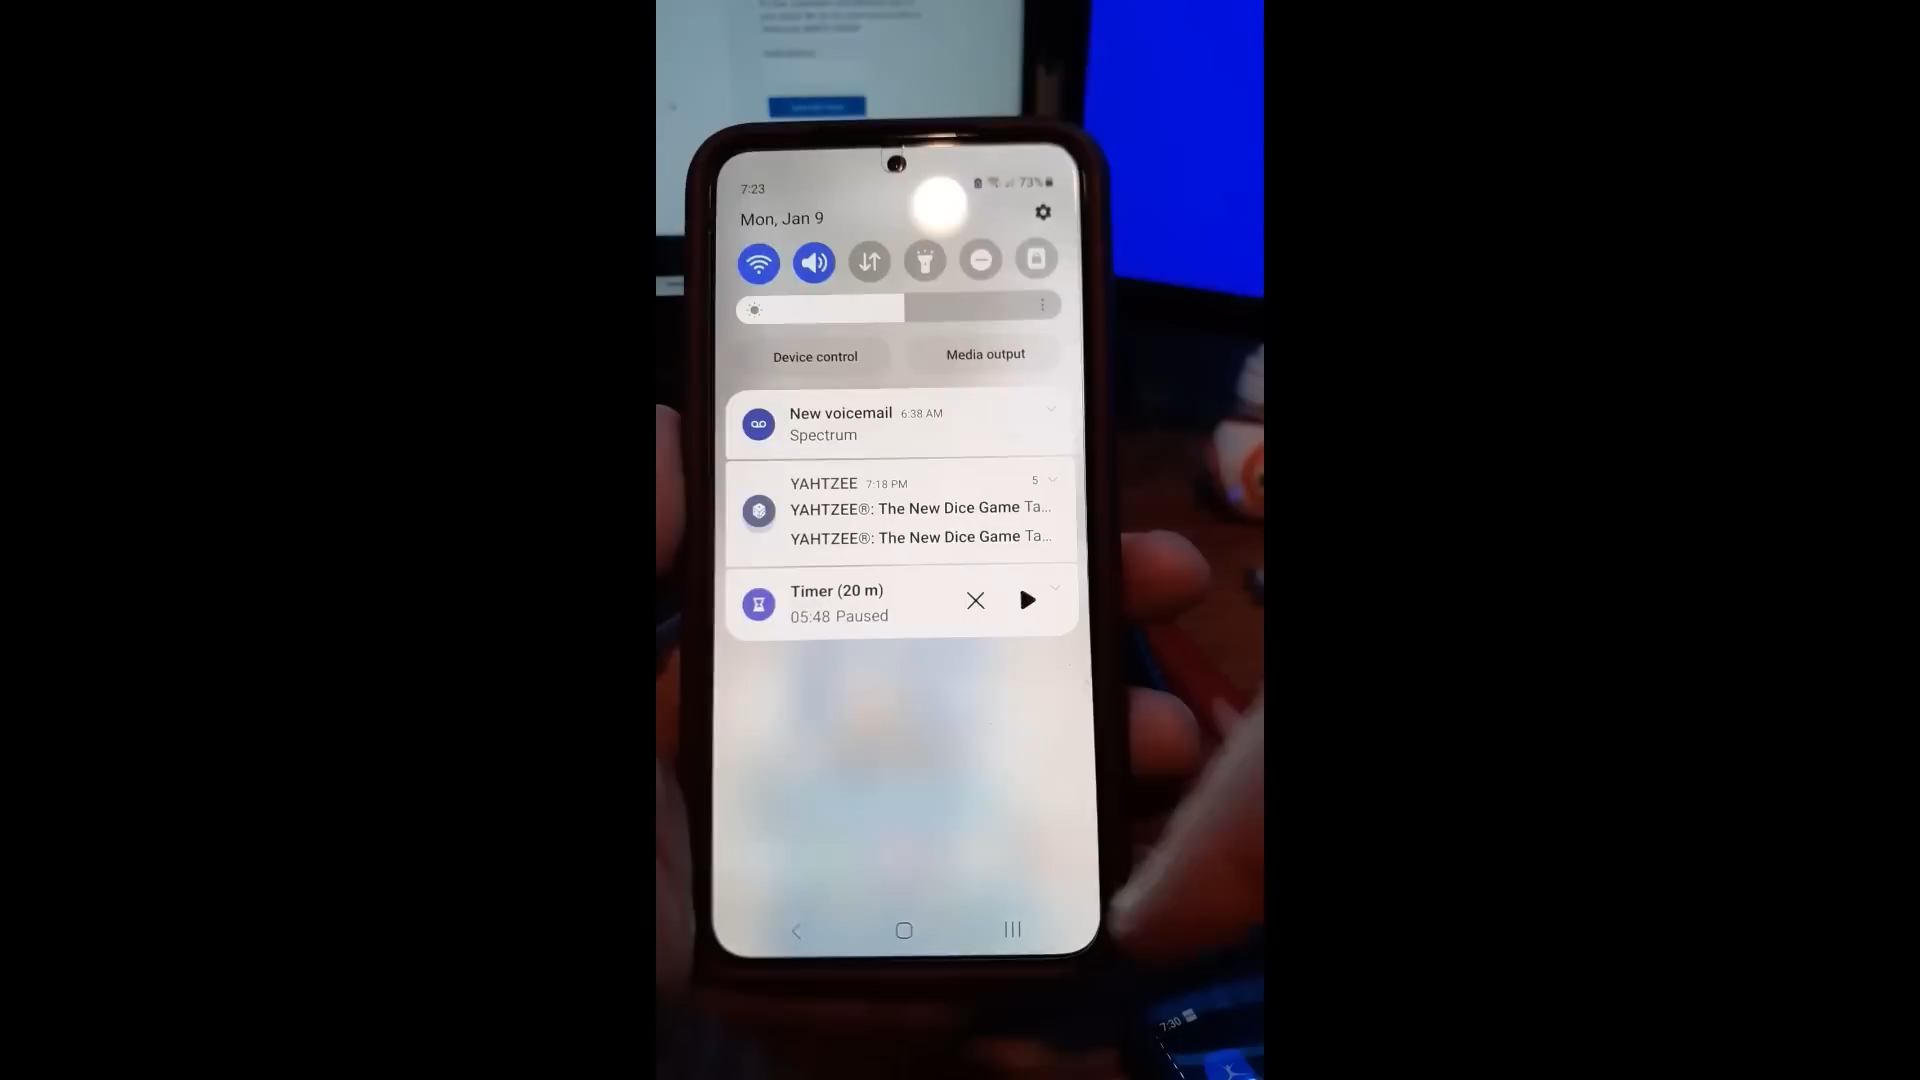 7:23
73%
Mon, Jan 9
Device control
Media output
New voicemail 6:38 AM
Spectrum
YAHTZEE 7:18 PM
5
YAHTZEE®: The New Dice Game Ta...
YAHTZEE®: The New Dice Game Ta...
Timer (20 m)
05:48 Paused
7:30